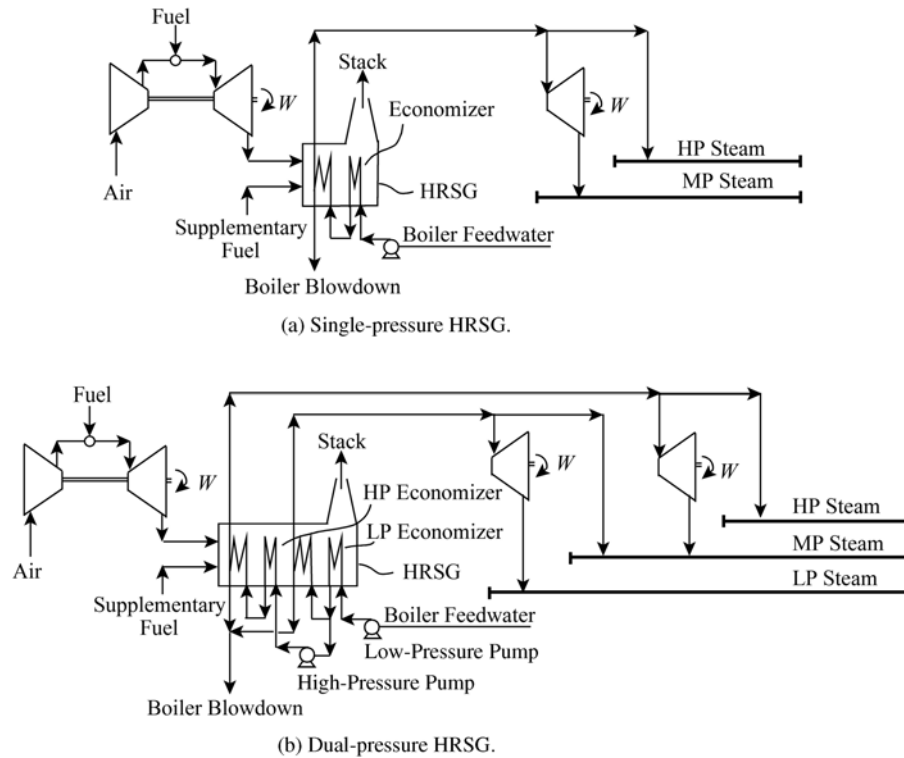 Fuel
Stack
W
Economizer
W
HP Steam
Air
HRSG
MP Steam
Supplementary
Fuel
Boiler Feedwater
Boiler Blowdown
(a) Single-pressure HRSG.
Fuel
Stack
W
W
W
HP Economizer
HP Steam
LP Economizer
MP Steam
Air
HRSG
LP Steam
Supplementary
Fuel
Boiler Feedwater
Low-Pressure Pump
High-Pressure Pump
Boiler Blowdown
(b) Dual-pressure HRSG.